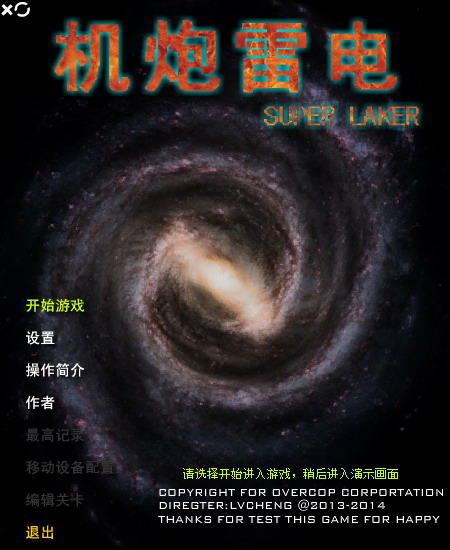 机炮雷电
SUPER LAKER
开始游戏
设置
操作简介
作者
最高记录
移动设备配置
编辑关卡
退出
请选择开始进入游戏，稍后进入演示画面
COPYRIGHT FOR OVERCOP CORPORTATION
DIREGTER:LVCHENG @2013-2014
THANKS FOR TEST THIS GAME FOR HAPPY